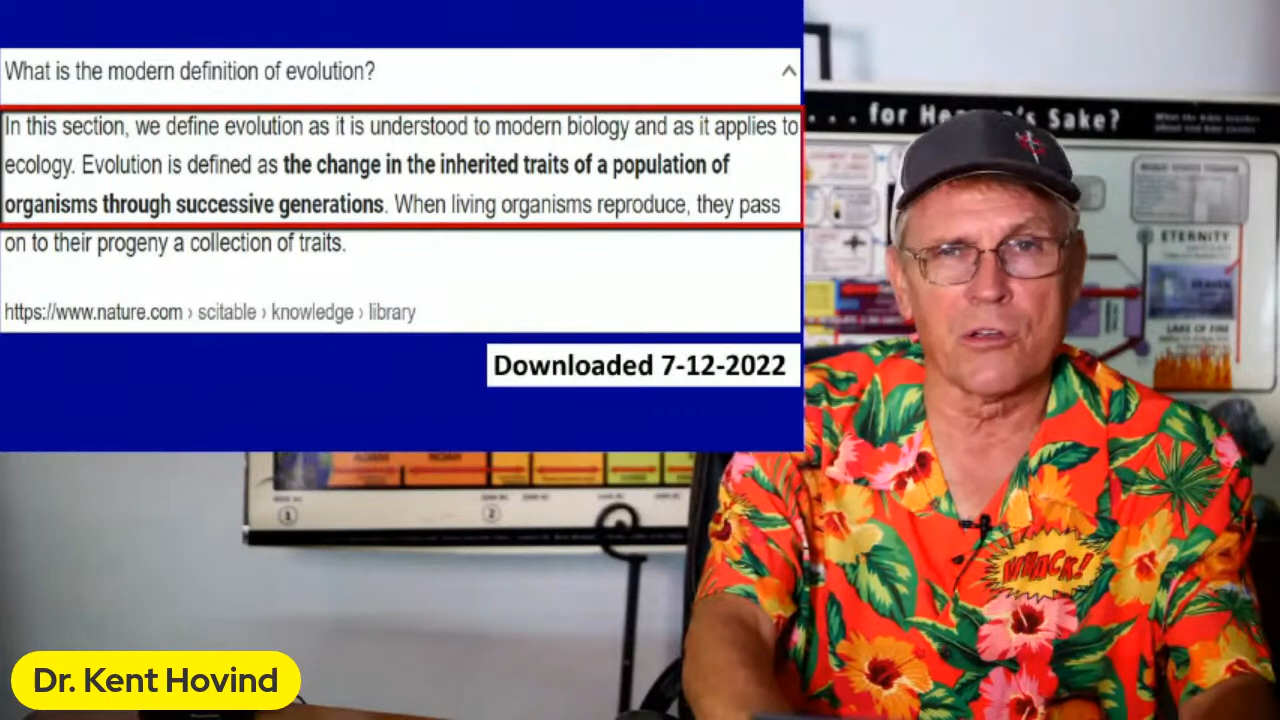 What is the modern definition of evolution?
In this section, we define evolution as it is understood to modern biology and as it applies to
ecology. Evolution is defined as the change in the inherited traits of a population of
organisms through successive generations. When living organisms reproduce, they pass
on to their progeny a collection of traits.
https://www.nature.com › scitable › knowledge › library
Downloaded 7-12-2022
. . . for Heaven's Sake?
ETERNITY
LAKE OF FIRE
ADAM
NOAH
1
2
WHACK!
Dr. Kent Hovind